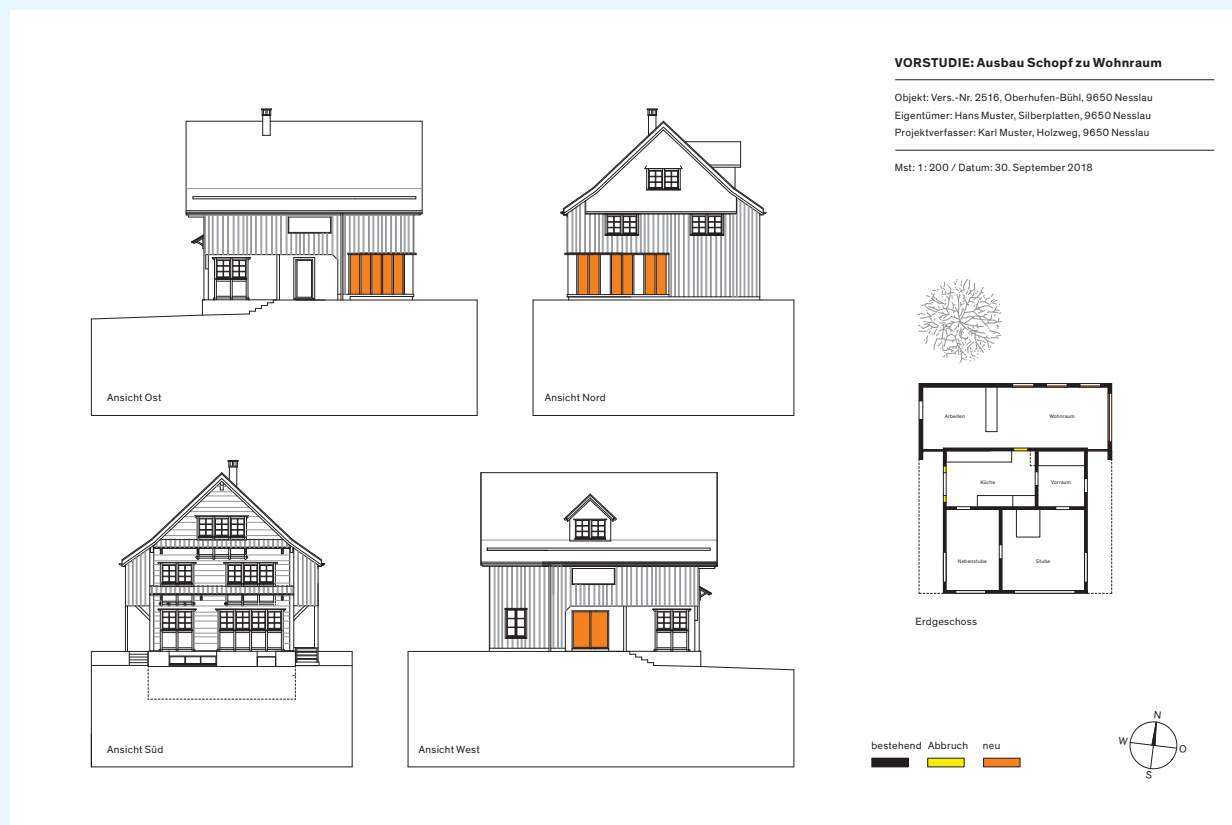 VORSTUDIE: Ausbau Schopf zu Wohnraum
Objekt: Vers.-Nr. 2516, Oberhufen-Bühl, 9650 Nesslau
Eigentümer: Hans Muster, Silberplatten, 9650 Nesslau
Projektverfasser: Karl Muster, Holzweg, 9650 Nesslau
Mst: 1: 200 / Datum: 30. September 2018
Ansicht Ost
Ansicht Nord
Arbeiten
Wohnraum
Küche
Vorraum
Nebenstube
Stube
Erdgeschoss
Ansicht Süd
Ansicht West
bestehend Abbruch neu
N
W
O
S